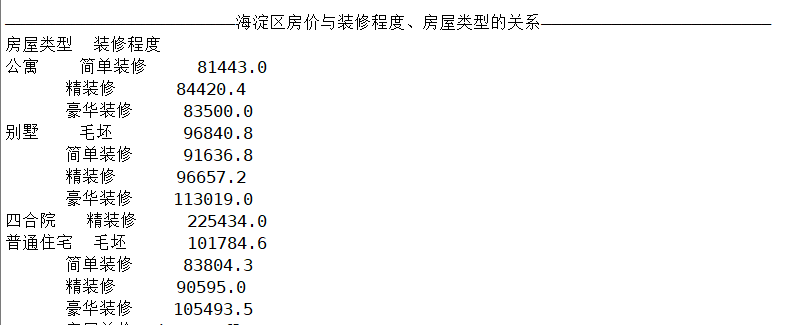 ————————————————海淀区房价与装修程度、房屋类型的关系————————————————
房屋类型 装修程度
公寓 简单装修 81443.0
精装修 84420.4
豪华装修 83500.0
别墅 毛坯 96840.8
简单装修 91636.8
精装修 96657.2
豪华装修 113019.0
四合院 精装修 225434.0
普通住宅 毛坯 101784.6
简单装修 83804.3
精装修 90595.0
豪华装修 105493.5